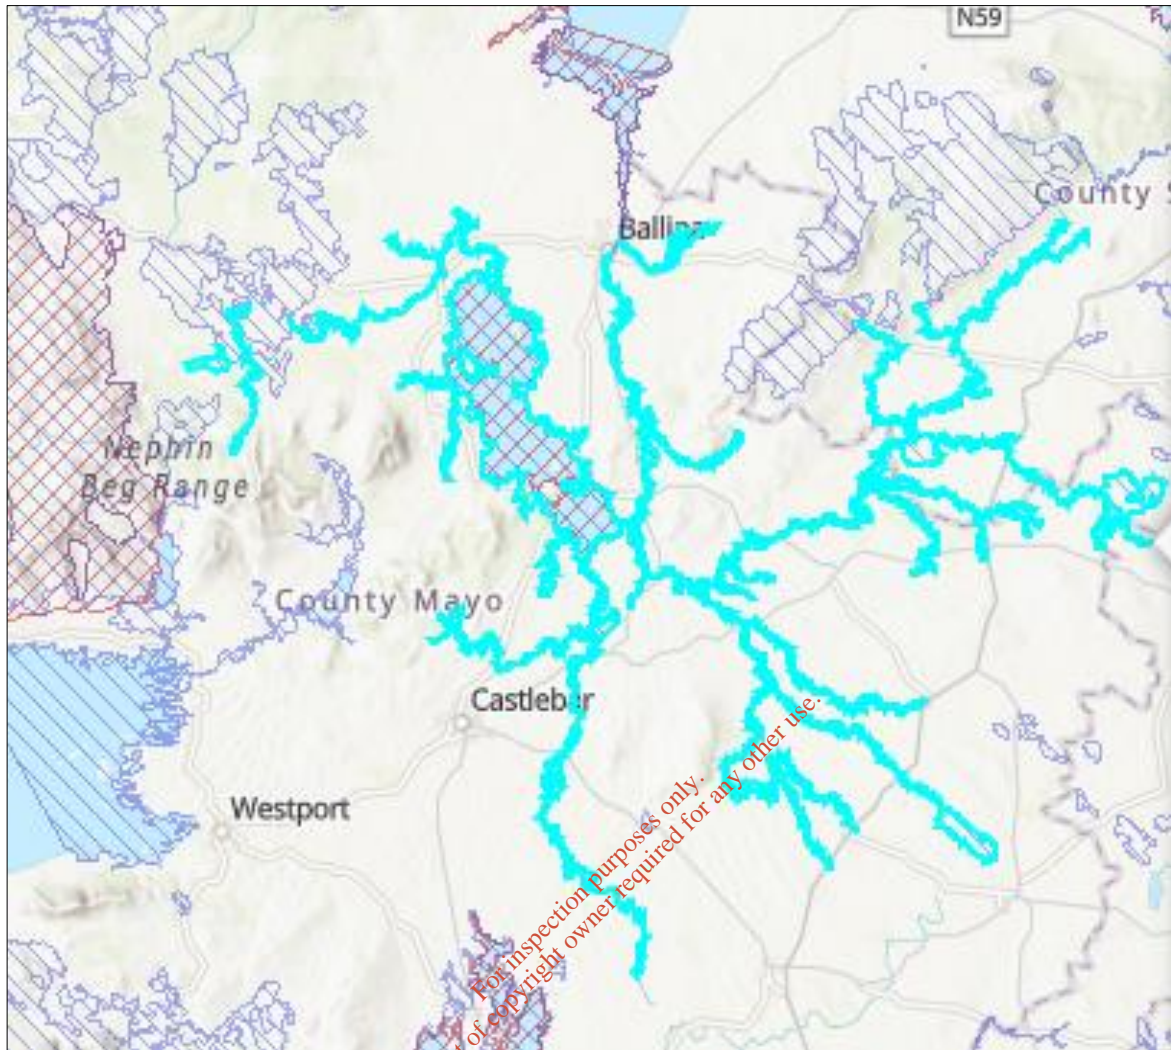 N59
County
Ballina
Nephin
Beg Range
County Mayo
Castlebar
Westport
For inspection purposes only.
of copyright owner required for any other use.